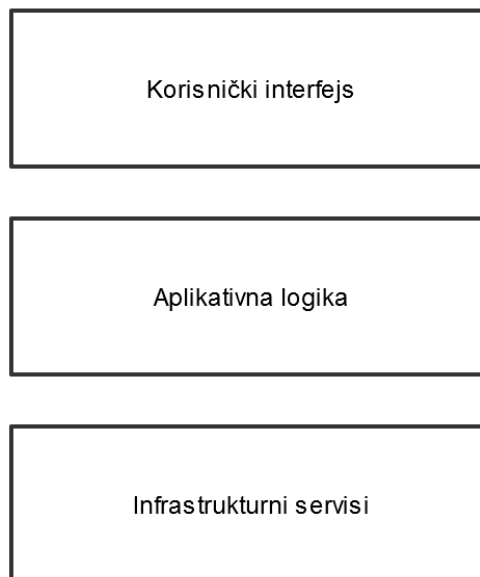 Korisnički interfejs
Aplikativna logika
Infrastrukturni servisi